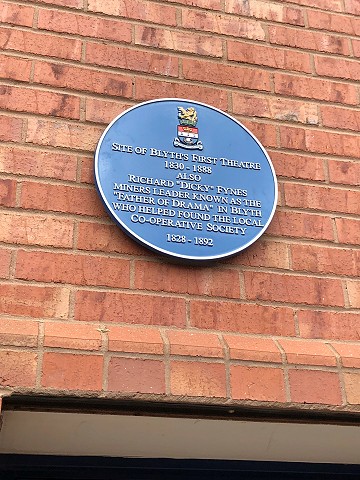 SITE OF BLYTH'S FIRST THEATRE
1830 - 1888
ALSO
RICHARD "DICKY" FYNES
MINERS LEADER KNOWN AS THE
"FATHER OF DRAMA" IN BLYTH
WHO HELPED FOUND THE LOCAL
CO-OPERATIVE SOCIETY
1828 - 1892